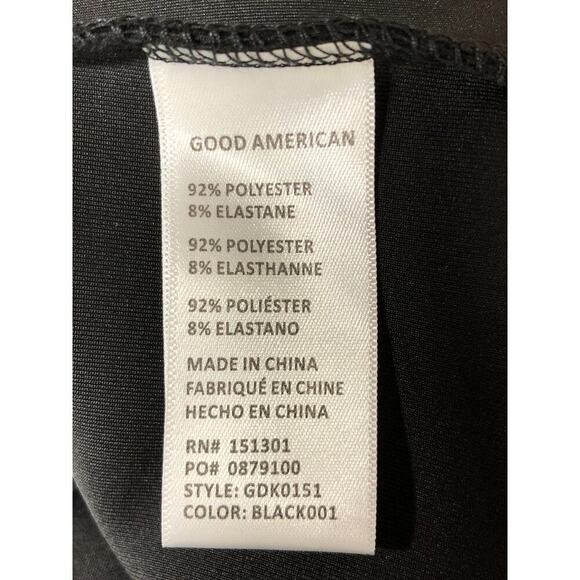 GOOD AMERICAN
92% POLYESTER
8% ELASTANE
92% POLYESTER
8% ELASTHANNE
92% POLIÉSTER
8% ELASTANO
MADE IN CHINA
FABRIQUÉ EN CHINE
HECHO EN CHINA
RN# 151301
PO# 0879100
STYLE: GDK0151
COLOR: BLACK001